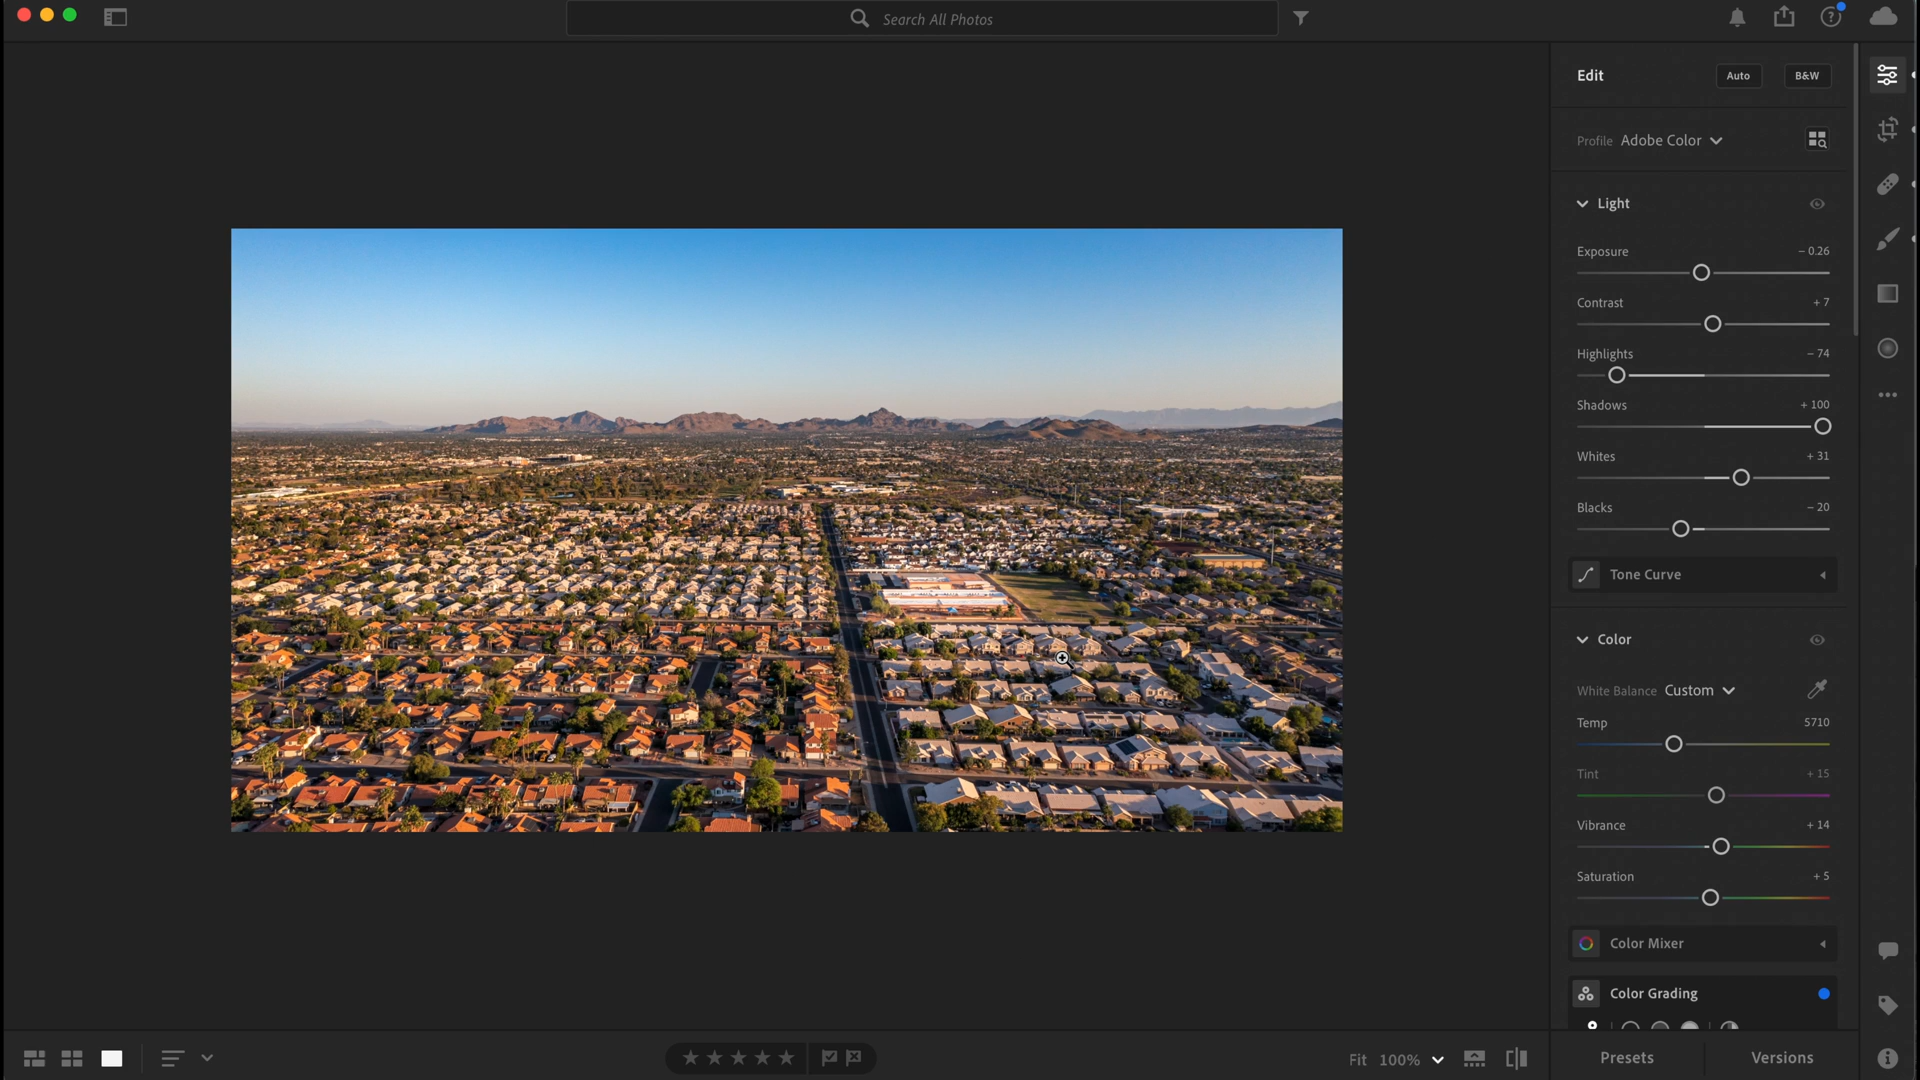 Search All Photos
Edit
Auto
B&W
Profile Adobe Color
Light
Exposure − 0.26
Contrast + 7
Highlights − 74
Shadows + 100
Whites + 31
Blacks − 20
Tone Curve
Color
White Balance Custom
Temp 5710
Tint + 15
Vibrance + 14
Saturation + 5
Color Mixer
Color Grading
Fit 100%
Presets
Versions